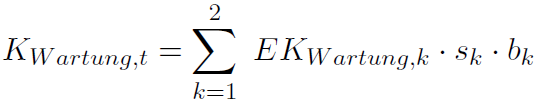 $K_{Wartung,t} = \sum_{k=1}^{2} EK_{Wartung,k} \cdot s_k \cdot b_k$